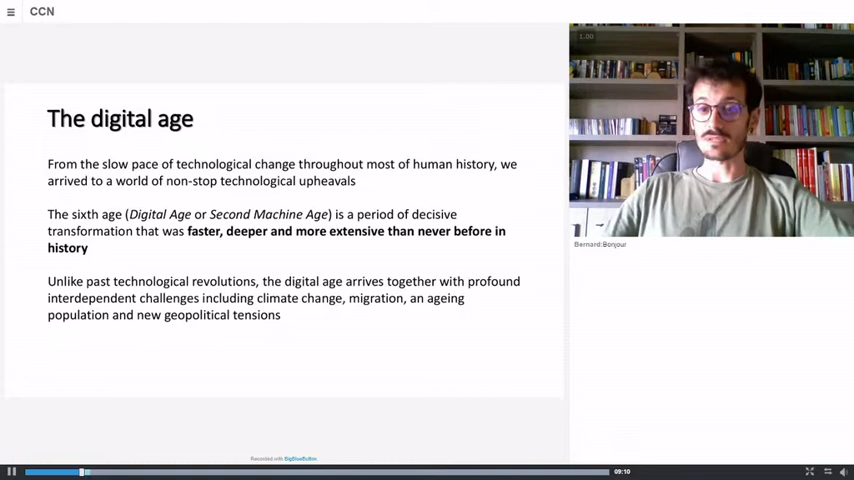 CCN
The digital age
From the slow pace of technological change throughout most of human history, we
arrived to a world of non-stop technological upheavals
The sixth age (Digital Age or Second Machine Age) is a period of decisive
transformation that was faster, deeper and more extensive than never before in
history
Unlike past technological revolutions, the digital age arrives together with profound
interdependent challenges including climate change, migration, an ageing
population and new geopolitical tensions
1.00
Bernard:Bonjour
Recorded with BigBlueButton.
09:10